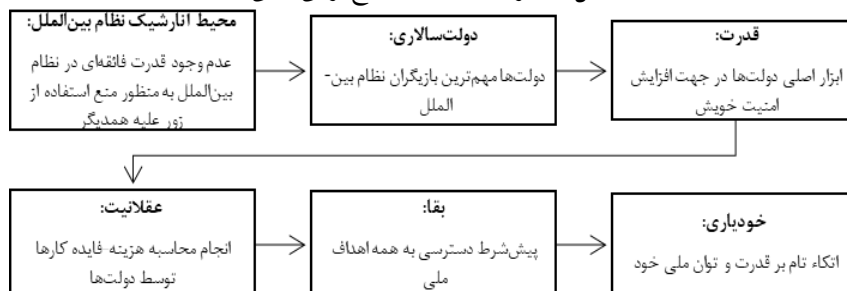 محیط آنارشیک نظام بین‌الملل:
عدم وجود قدرت فائقه‌ای در نظام
بین‌الملل به منظور منع استفاده از
زور علیه همدیگر
دولت‌سالاری:
دولت‌ها مهم‌ترین بازیگران نظام بین-
الملل
قدرت:
ابزار اصلی دولت‌ها در جهت افزایش
امنیت خویش
عقلانیت:
انجام محاسبه هزینه-فایده کارها
توسط دولت‌ها
بقا:
پیش‌شرط دسترسی به همه اهداف
ملی
خودیاری:
اتکاء تام بر قدرت و توان ملی خود